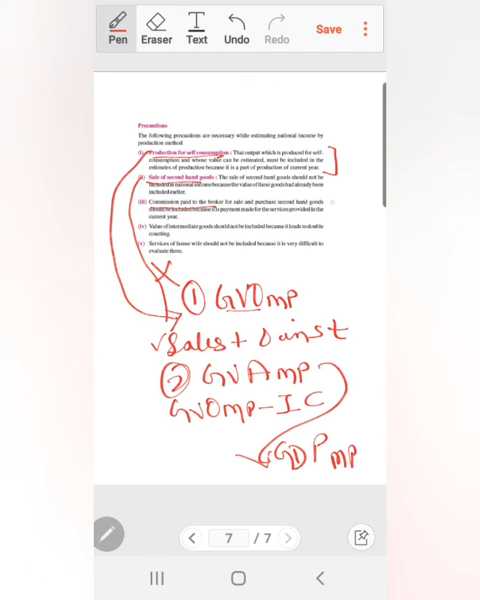 Pen Eraser Text Undo Redo Save
Precautions
The following precautions are necessary while estimating national income by
production method
(i) Production for self consumption : That output which is produced for self
consumption and whose value can be estimated, must be included in the
estimates of production because it is a part of production of current year.
(ii) Sale of second hand goods : The sale of second hand goods should not be
included in national income because the value of these goods had already been
included earlier.
(iii) Commission paid to the broker for sale and purchase second hand goods
should be included because it is payment made for the services provided in the
current year.
(iv) Value of intermediate goods should not be included because it leads to double
counting.
(v) Services of house wife should not be included because it is very difficult to
evaluate them.
① GVOmp
Sales +
② GVAmp
GVOmp - IC
GDP MP
7 / 7